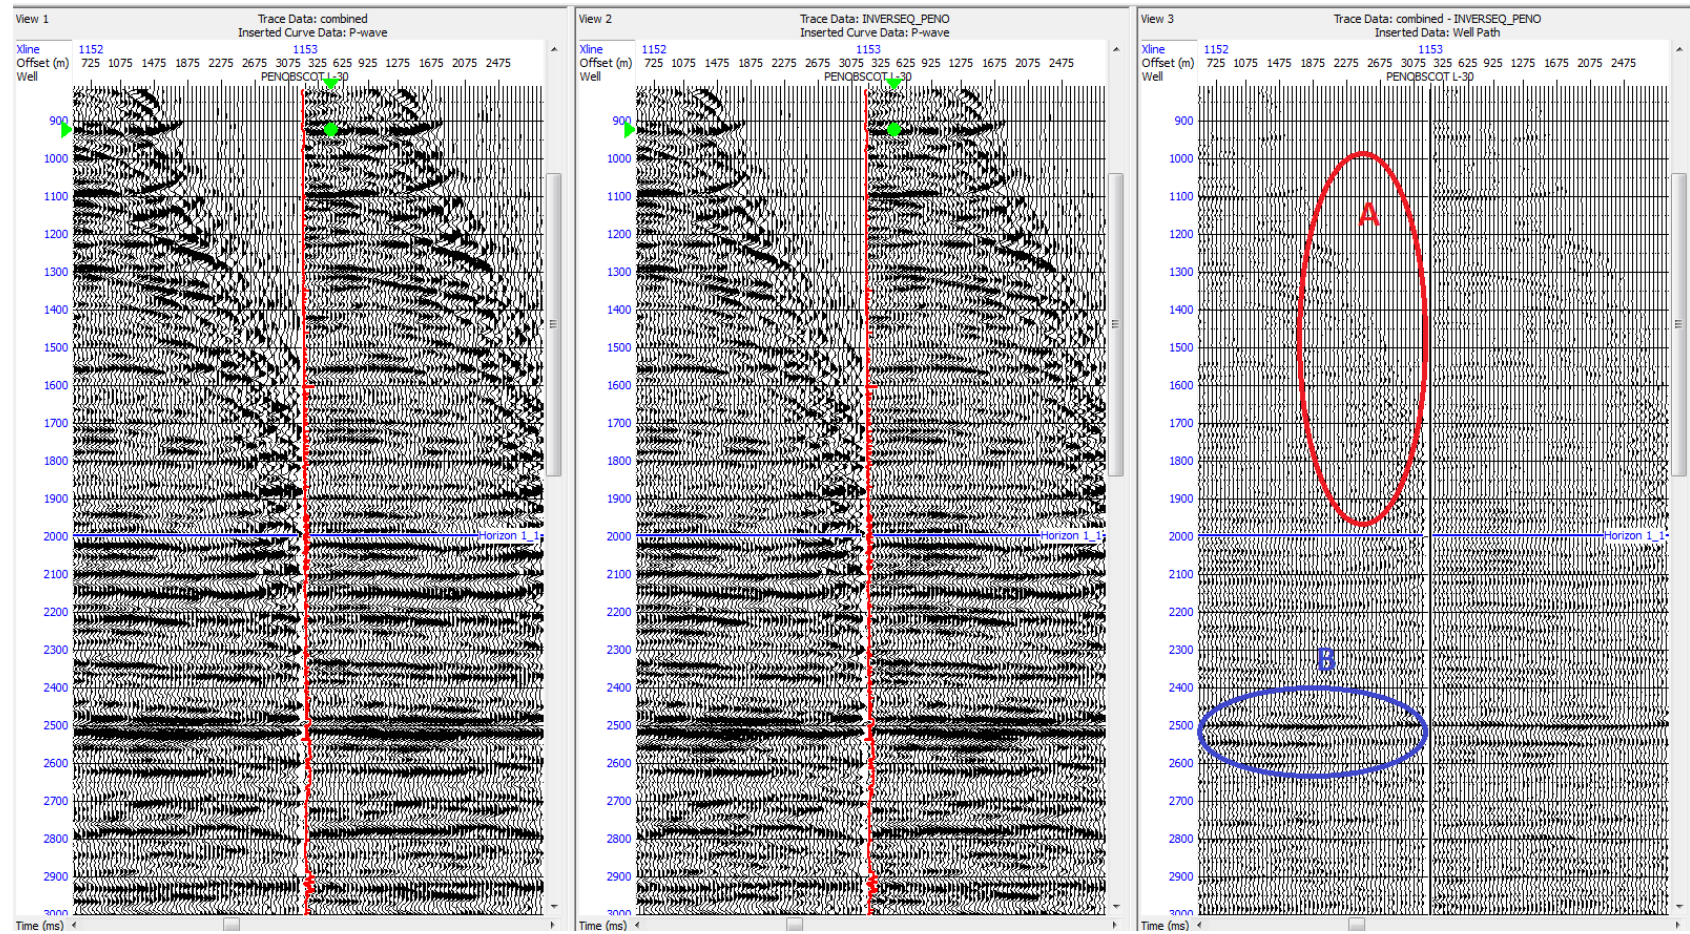 View 1
Trace Data: combined
Inserted Curve Data: P-wave
Xline 1152 1153
Offset (m) 725 1075 1475 1875 2275 2675 3075 325 625 925 1275 1675 2075 2475
Well PENOBSCOT L-30
900
1000
1100
1200
1300
1400
1500
1600
1700
1800
1900
2000 Horizon 1_1
2100
2200
2300
2400
2500
2600
2700
2800
2900
3000
Time (ms)
View 2
Trace Data: INVERSEQ_PENO
Inserted Curve Data: P-wave
Xline 1152 1153
Offset (m) 725 1075 1475 1875 2275 2675 3075 325 625 925 1275 1675 2075 2475
Well PENOBSCOT L-30
900
1000
1100
1200
1300
1400
1500
1600
1700
1800
1900
2000 Horizon 1_1
2100
2200
2300
2400
2500
2600
2700
2800
2900
3000
Time (ms)
View 3
Trace Data: combined - INVERSEQ_PENO
Inserted Data: Well Path
Xline 1152 1153
Offset (m) 725 1075 1475 1875 2275 2675 3075 325 625 925 1275 1675 2075 2475
Well PENOBSCOT L-30
900
1000
1100
A
1200
1300
1400
1500
1600
1700
1800
1900
2000 Horizon 1_1
2100
2200
2300
B
2400
2500
2600
2700
2800
2900
3000
Time (ms)